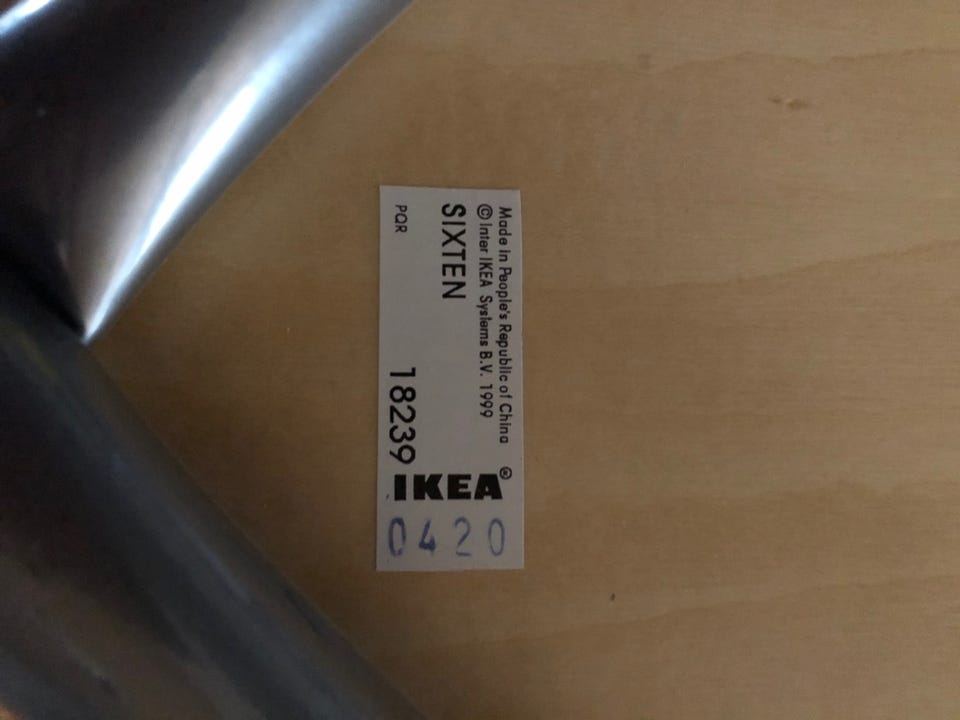 Made in People's Republic of China
© Inter IKEA Systems B.V. 1999
SIXTEN
PQR
18239
IKEA®
0420